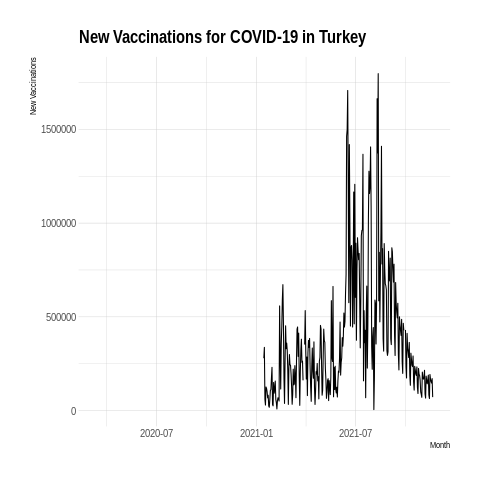 New Vaccinations for COVID-19 in Turkey
New Vaccinations
1500000
1000000
500000
0
2020-07
2021-01
2021-07
Month